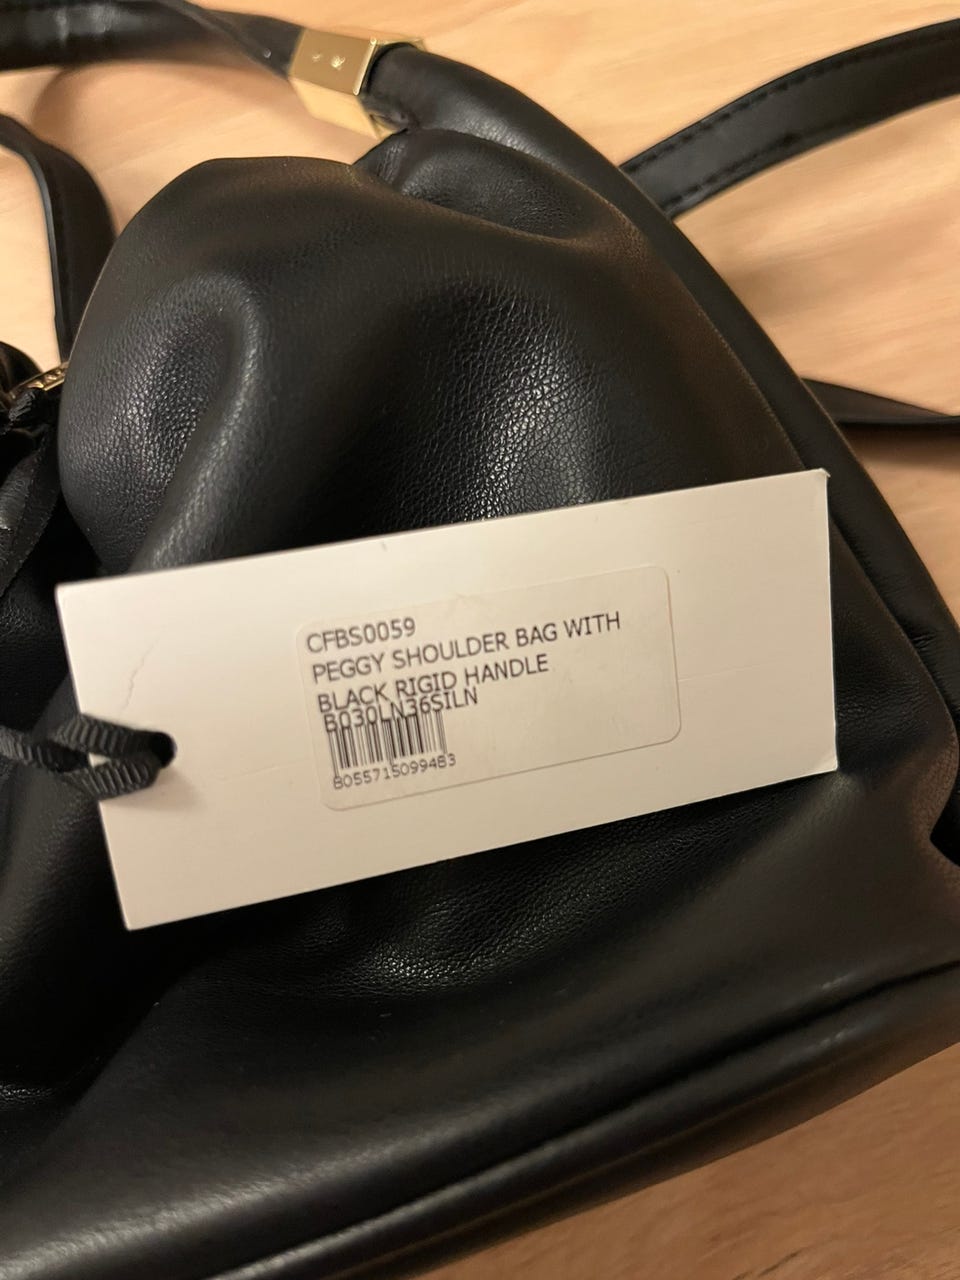 CFBS0059
PEGGY SHOULDER BAG WITH
BLACK RIGID HANDLE
B030LN36SILN
8055715099483